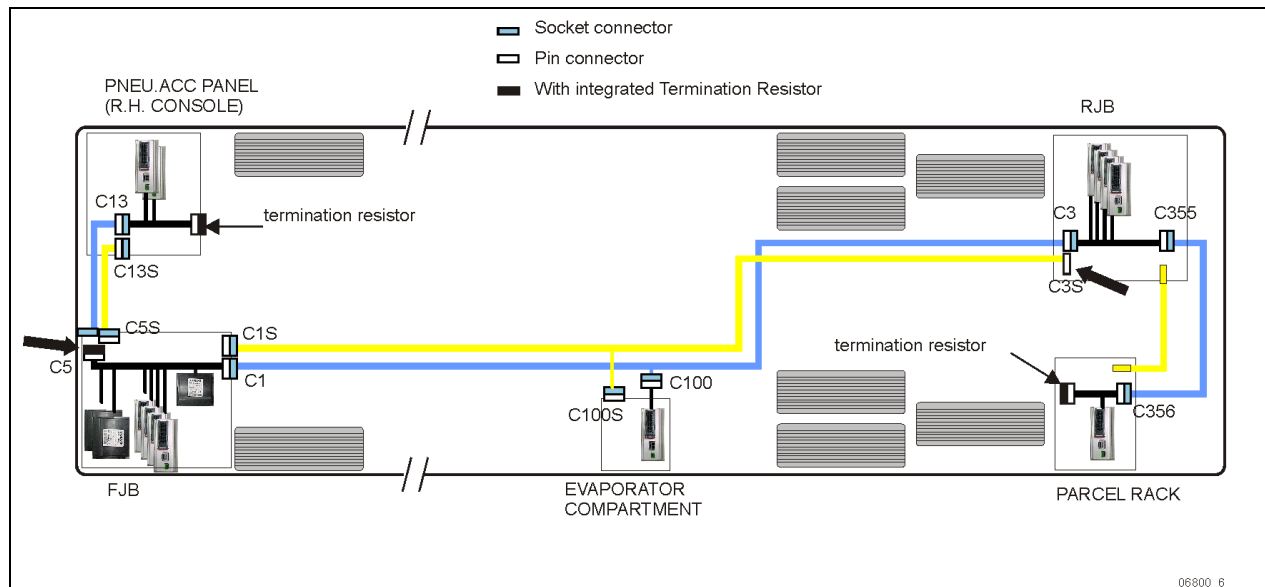 Socket connector
Pin connector
With integrated Termination Resistor
PNEU.ACC PANEL
(R.H. CONSOLE)
RJB
C13
termination resistor
C3
C355
C13S
C3S
C5S
C1S
C5
C1
termination resistor
C100
C100S
C356
FJB
EVAPORATOR
COMPARTMENT
PARCEL RACK
06800_6